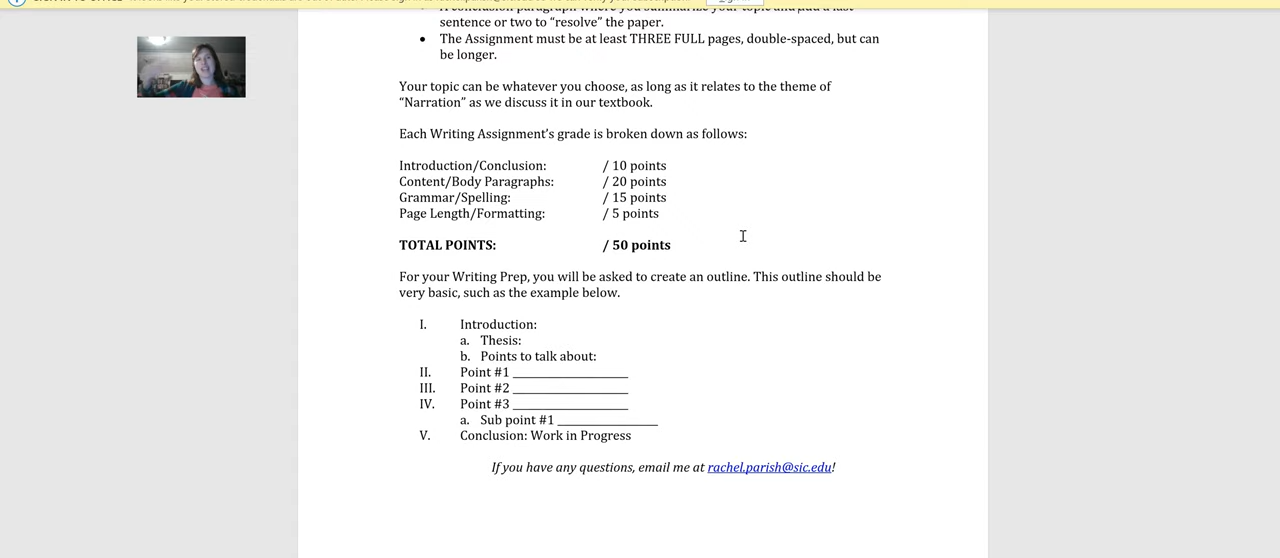 sentence or two to “resolve” the paper.
• The Assignment must be at least THREE FULL pages, double-spaced, but can
be longer.
Your topic can be whatever you choose, as long as it relates to the theme of
“Narration” as we discuss it in our textbook.
Each Writing Assignment’s grade is broken down as follows:
Introduction/Conclusion: / 10 points
Content/Body Paragraphs: / 20 points
Grammar/Spelling: / 15 points
Page Length/Formatting: / 5 points
TOTAL POINTS: / 50 points
For your Writing Prep, you will be asked to create an outline. This outline should be
very basic, such as the example below.
I. Introduction:
a. Thesis:
b. Points to talk about:
II. Point #1 ____________________
III. Point #2 ____________________
IV. Point #3 ____________________
a. Sub point #1 _________________
V. Conclusion: Work in Progress
If you have any questions, email me at rachel.parish@sic.edu!